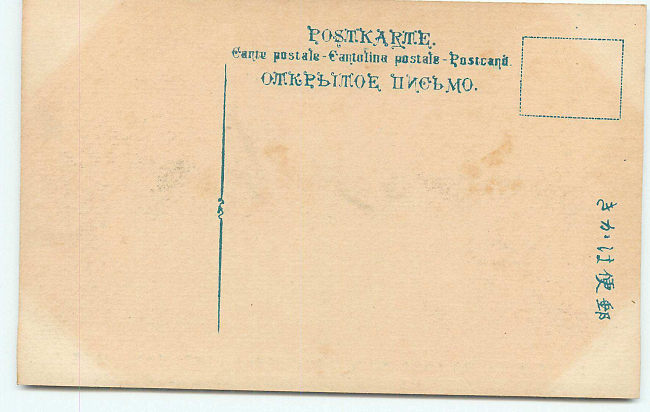 POSTKARTE.
Carte postale - Cartolina postale - Postcard.
ОТКРЫТОЕ ПИСЬМО.
郵便はかき